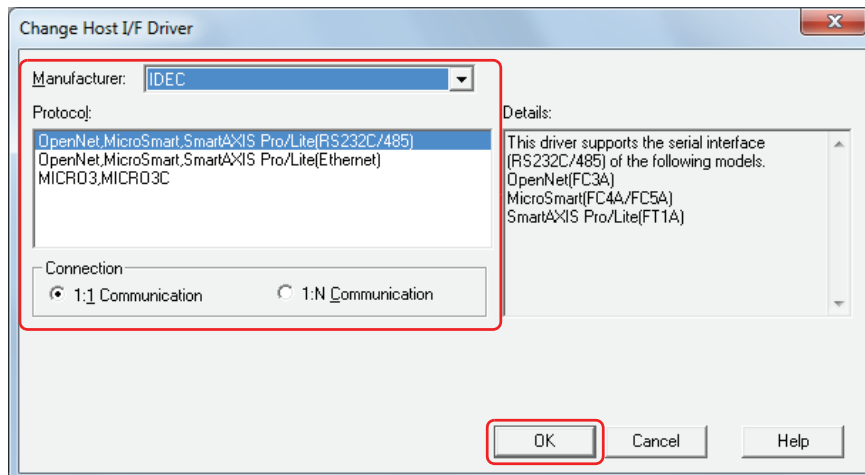 Change Host I/F Driver
Manufacturer: IDEC
Protocol:
OpenNet,MicroSmart,SmartAXIS Pro/Lite(RS232C/485)
OpenNet,MicroSmart,SmartAXIS Pro/Lite(Ethernet)
MICRO3,MICRO3C
Connection
1:1 Communication 1:N Communication
Details:
This driver supports the serial interface
(RS232C/485) of the following models.
OpenNet(FC3A)
MicroSmart(FC4A/FC5A)
SmartAXIS Pro/Lite(FT1A)
OK Cancel Help